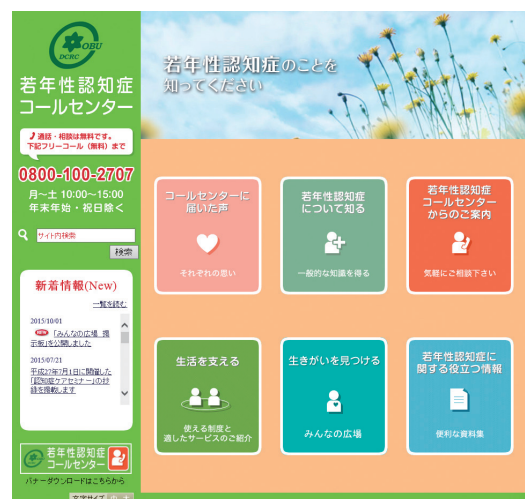 OBU
DCRC
若年性認知症
コールセンター
通話・相談は無料です。
下記フリーコール(無料)まで
0800-100-2707
月~土 10:00~15:00
年末年始・祝日除く
サイト内検索
検索
新着情報(New)
一覧を読む
2015/10/01
「みんなの広場 掲
示板」を公開しました
2015/07/21
平成27年7月1日に開催した
「認知症ケアセミナー」の抄
録を掲載します
若年性認知症
コールセンター
バナーダウンロードはこちらから
文字サイズ
若年性認知症のことを
知ってください
コールセンターに
届いた声
それぞれの思い
若年性認知症
について知る
一般的な知識を得る
若年性認知症
コールセンター
からのご案内
気軽にご相談下さい
生活を支える
使える制度と
適したサービスのご紹介
生きがいを見つける
みんなの広場
若年性認知症に
関する役立つ情報
便利な資料集